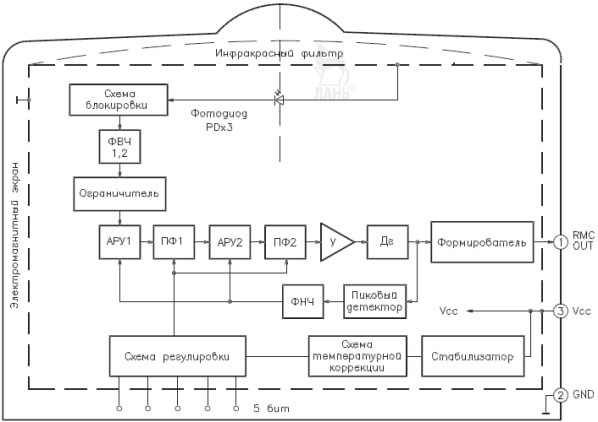 Инфракрасный фильтр
ЛАНЬ®
Схема
блокировки
Фотодиод
PDx3
ФВЧ
1,2
Ограничитель
Электромагнитный экран
АРУ1
ПФ1
АРУ2
ПФ2
У
Дг
Формирователь
1
RMC
OUT
ФНЧ
Пиковый
детектор
Vcc
3
Vcc
Схема регулировки
Схема
температурной
коррекции
Стабилизатор
2
GND
5 бит